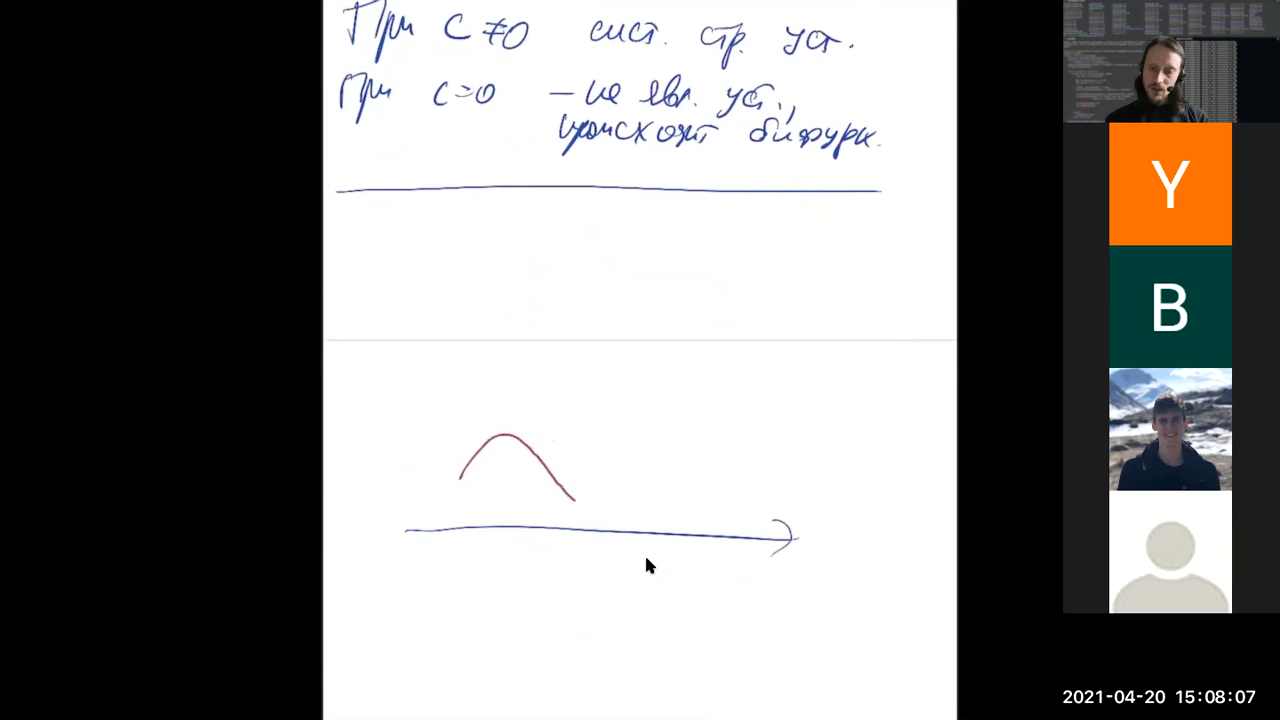 При C ≠ 0 сист. стр. уст.
При C=0 – не явл. уст.,
происходит бифурк.
Y
B
2021-04-20 15:08:07